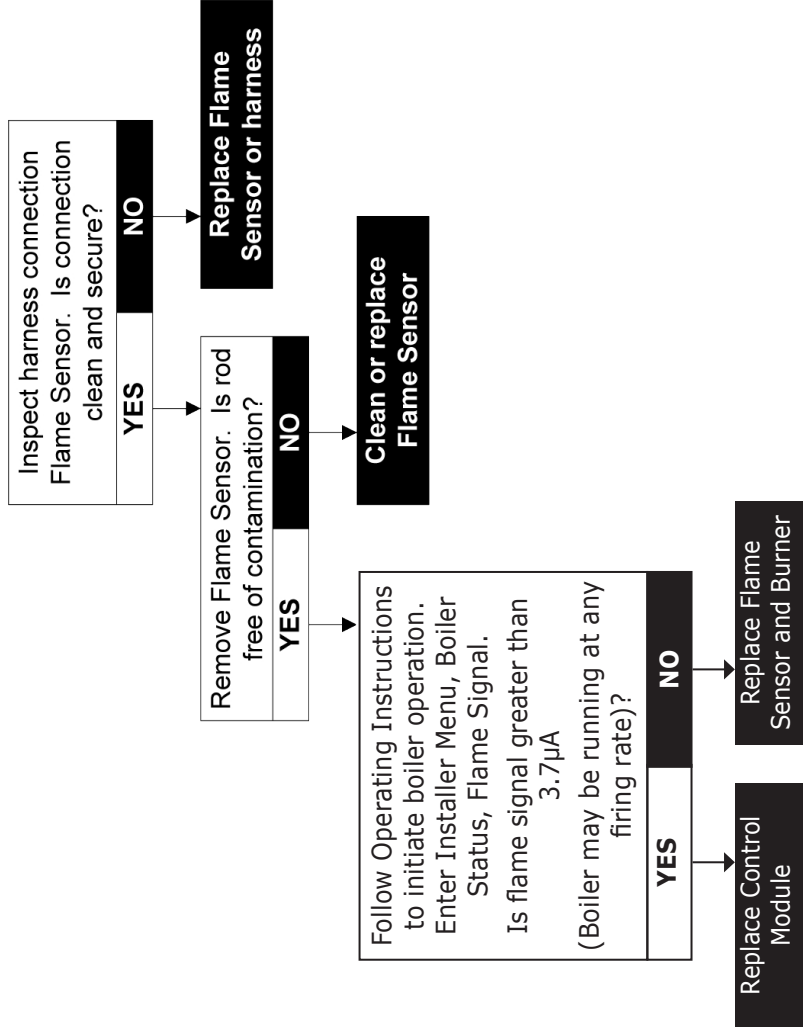 Inspect harness connection
Flame Sensor.  Is connection
clean and secure?
YES
NO
Replace Flame
Sensor or harness
Remove Flame Sensor.  Is rod
free of contamination?
YES
NO
Clean or replace
Flame Sensor
Follow Operating Instructions
to initiate boiler operation.
Enter Installer Menu, Boiler
Status, Flame Signal.
Is flame signal greater than
3.7µA
(Boiler may be running at any
firing rate)?
YES
NO
Replace Control
Module
Replace Flame
Sensor and Burner